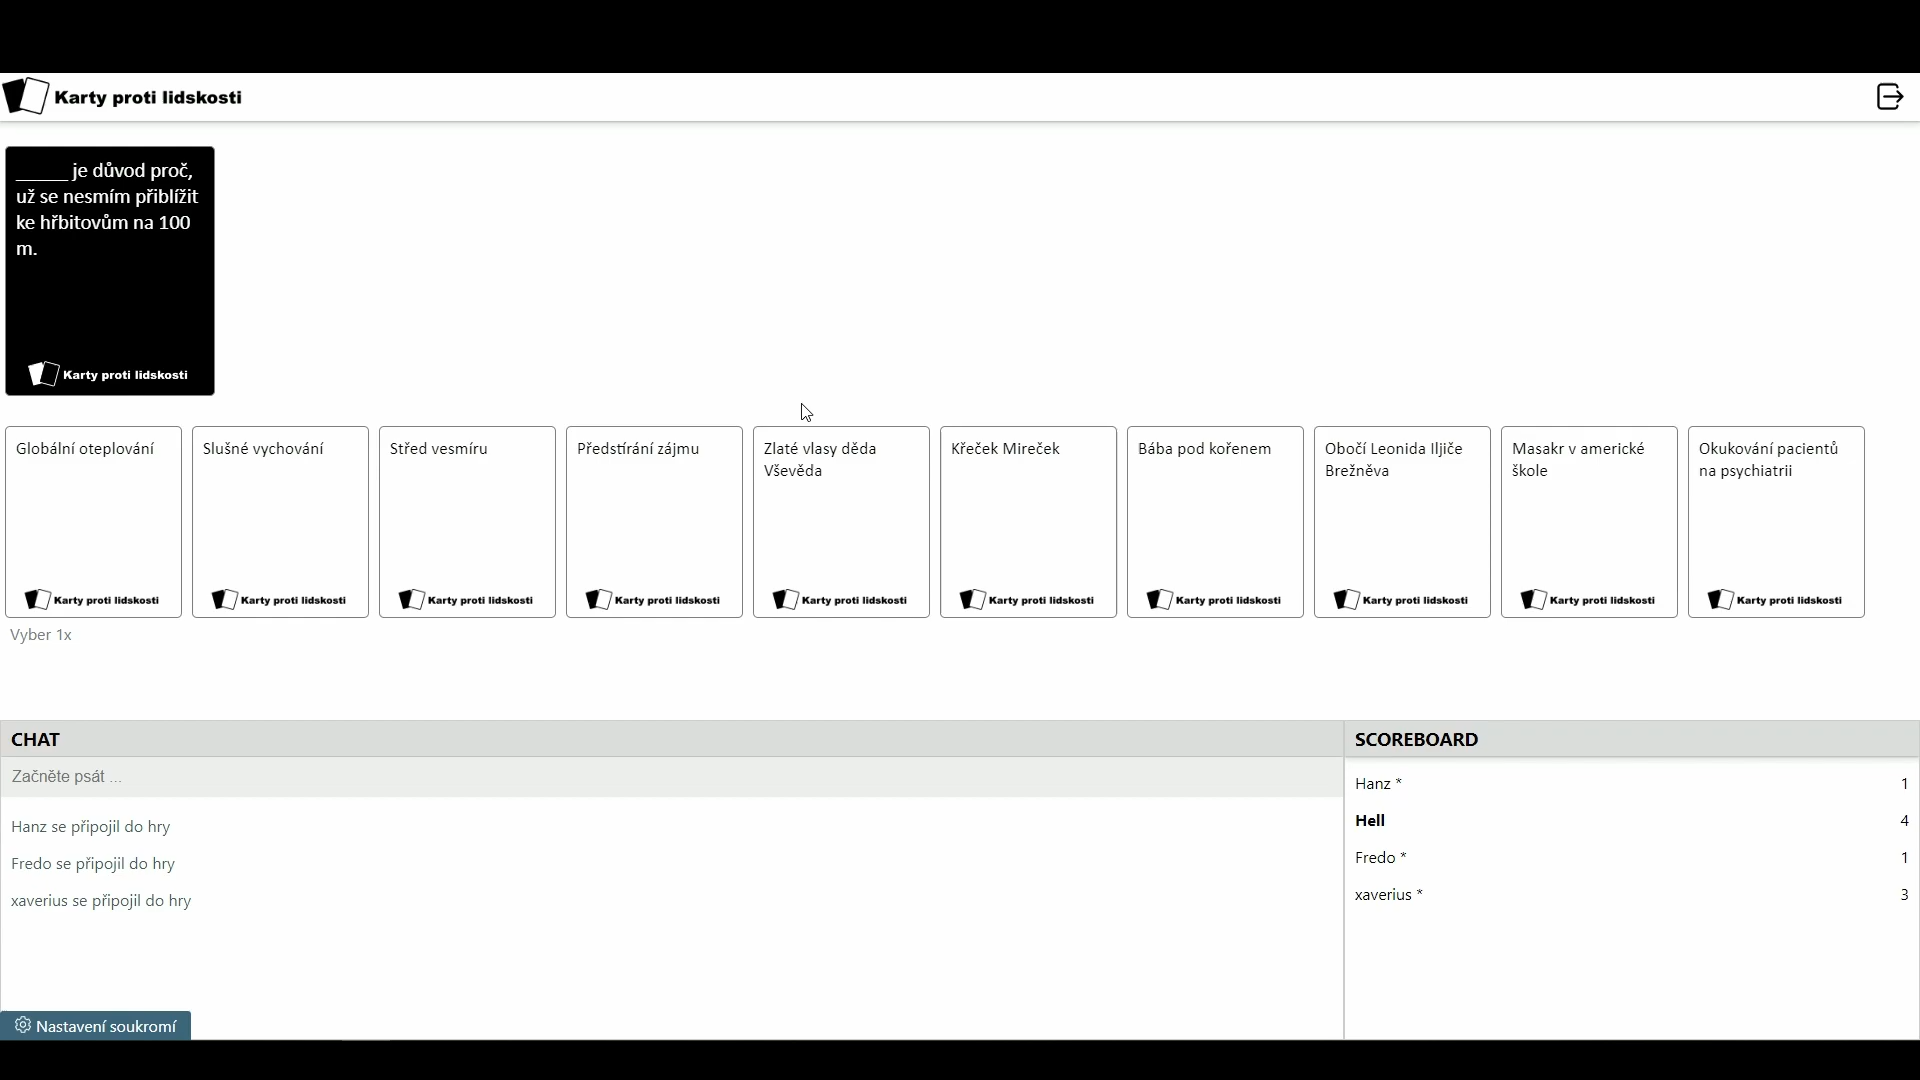 Karty proti lidskosti
______ je důvod proč,
už se nesmím přiblížit
ke hřbitovům na 100
m.
Karty proti lidskosti
Globální oteplování
Karty proti lidskosti
Slušné vychování
Karty proti lidskosti
Střed vesmíru
Karty proti lidskosti
Předstírání zájmu
Karty proti lidskosti
Zlaté vlasy děda
Vševěda
Karty proti lidskosti
Křeček Mireček
Karty proti lidskosti
Bába pod kořenem
Karty proti lidskosti
Obočí Leonida Iljiče
Brežněva
Karty proti lidskosti
Masakr v americké
škole
Karty proti lidskosti
Okukování pacientů
na psychiatrii
Karty proti lidskosti
Vyber 1x
CHAT
Začněte psát ...
Hanz se připojil do hry
Fredo se připojil do hry
xaverius se připojil do hry
Nastavení soukromí
SCOREBOARD
Hanz * 1
Hell 4
Fredo * 1
xaverius * 3